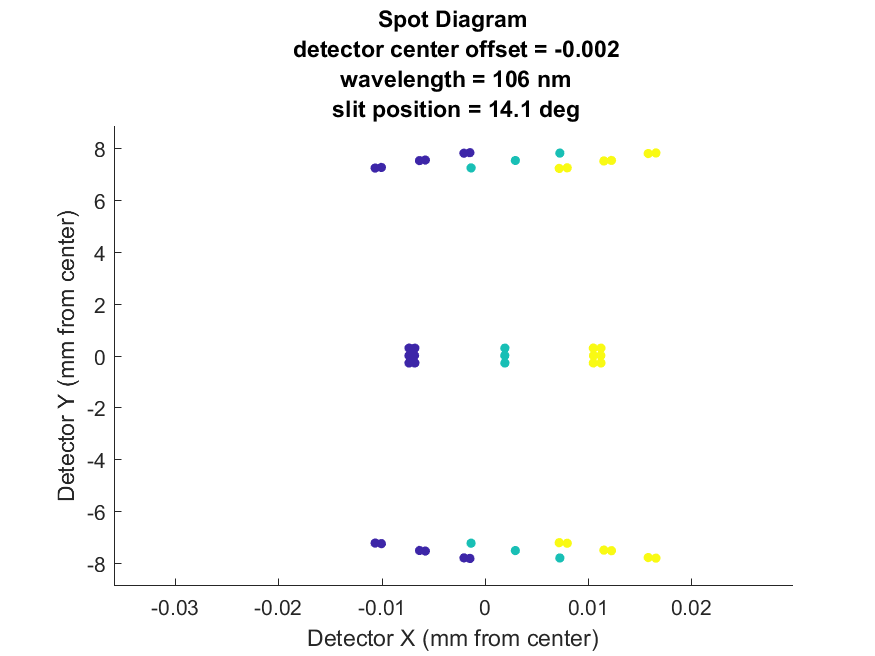 Spot Diagram
detector center offset = -0.002
wavelength = 106 nm
slit position = 14.1 deg
8
6
4
2
0
-2
-4
-6
-8
Detector Y (mm from center)
-0.03 -0.02 -0.01 0 0.01 0.02
Detector X (mm from center)